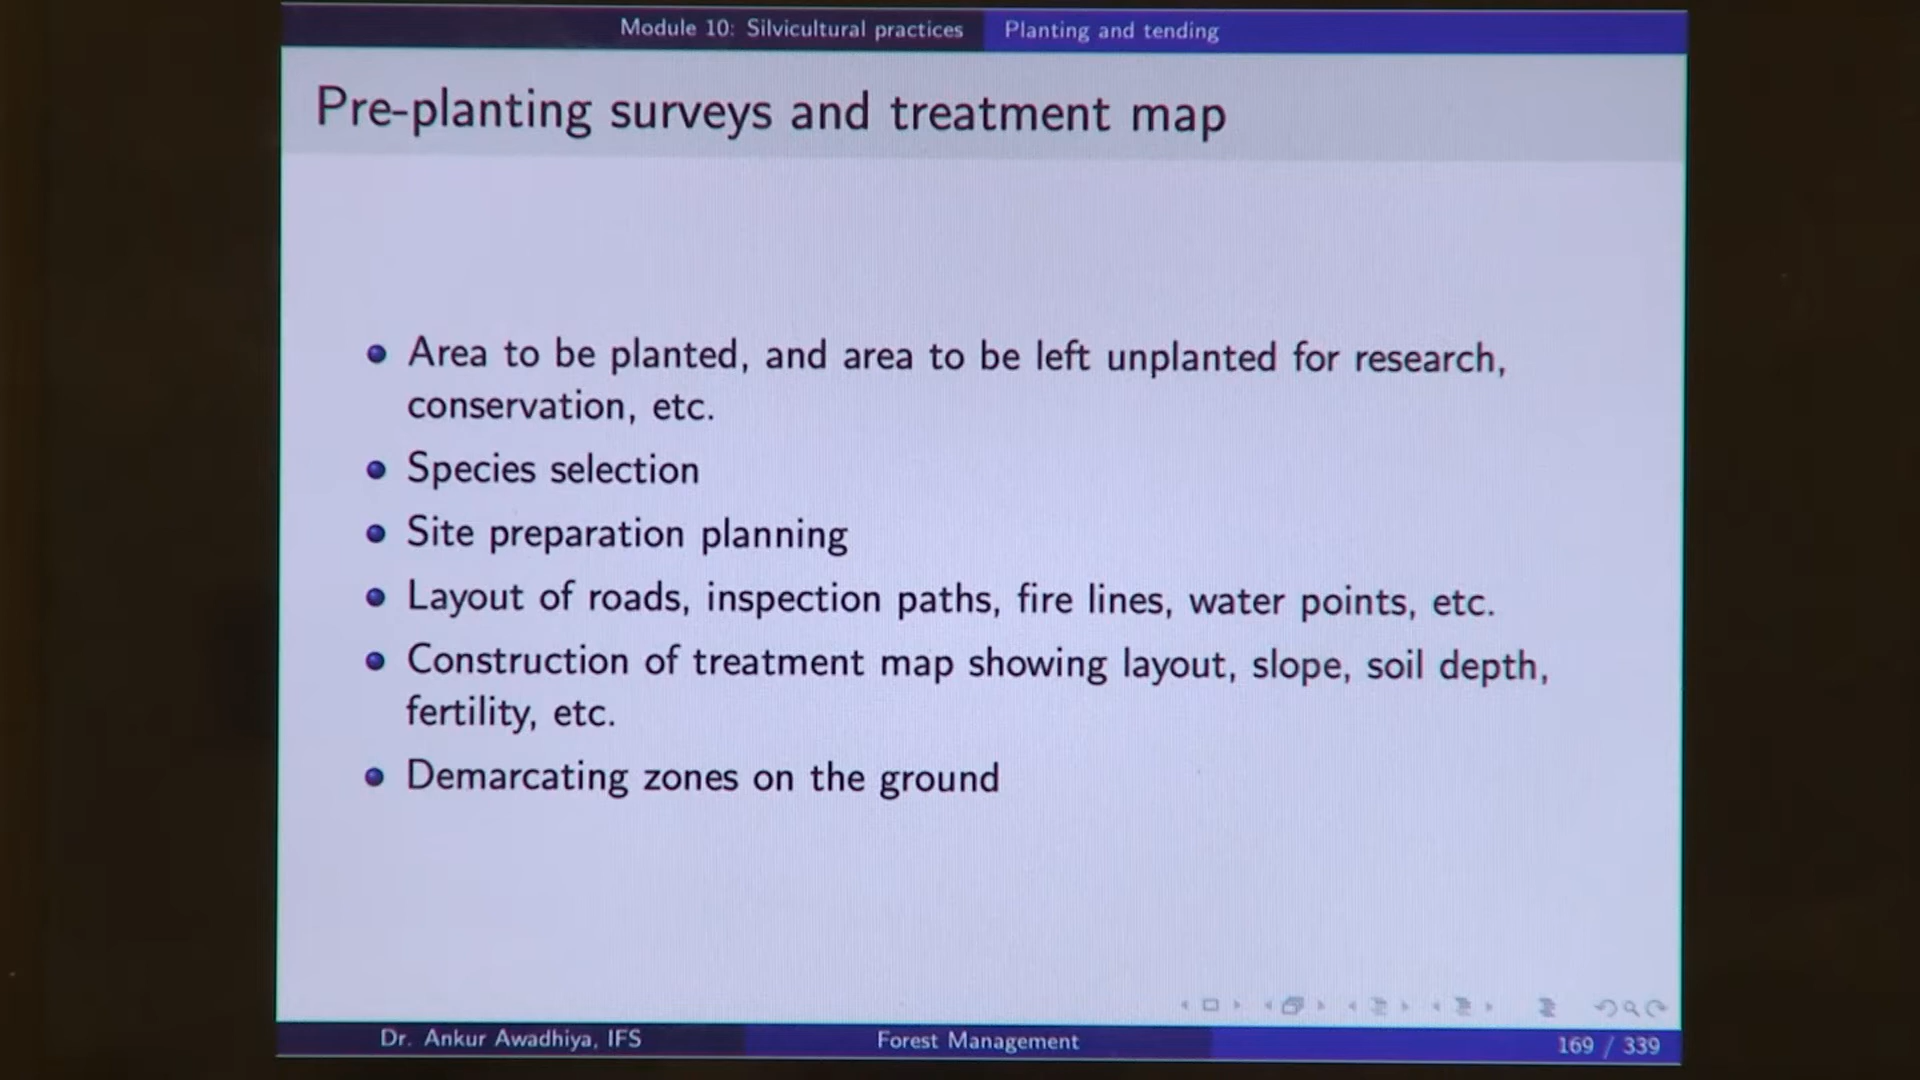 Module 10: Silvicultural practices Planting and tending
Pre-planting surveys and treatment map
Area to be planted, and area to be left unplanted for research,
conservation, etc.
Species selection
Site preparation planning
Layout of roads, inspection paths, fire lines, water points, etc.
Construction of treatment map showing layout, slope, soil depth,
fertility, etc.
Demarcating zones on the ground
Dr. Ankur Awadhiya, IFS Forest Management 169 / 339